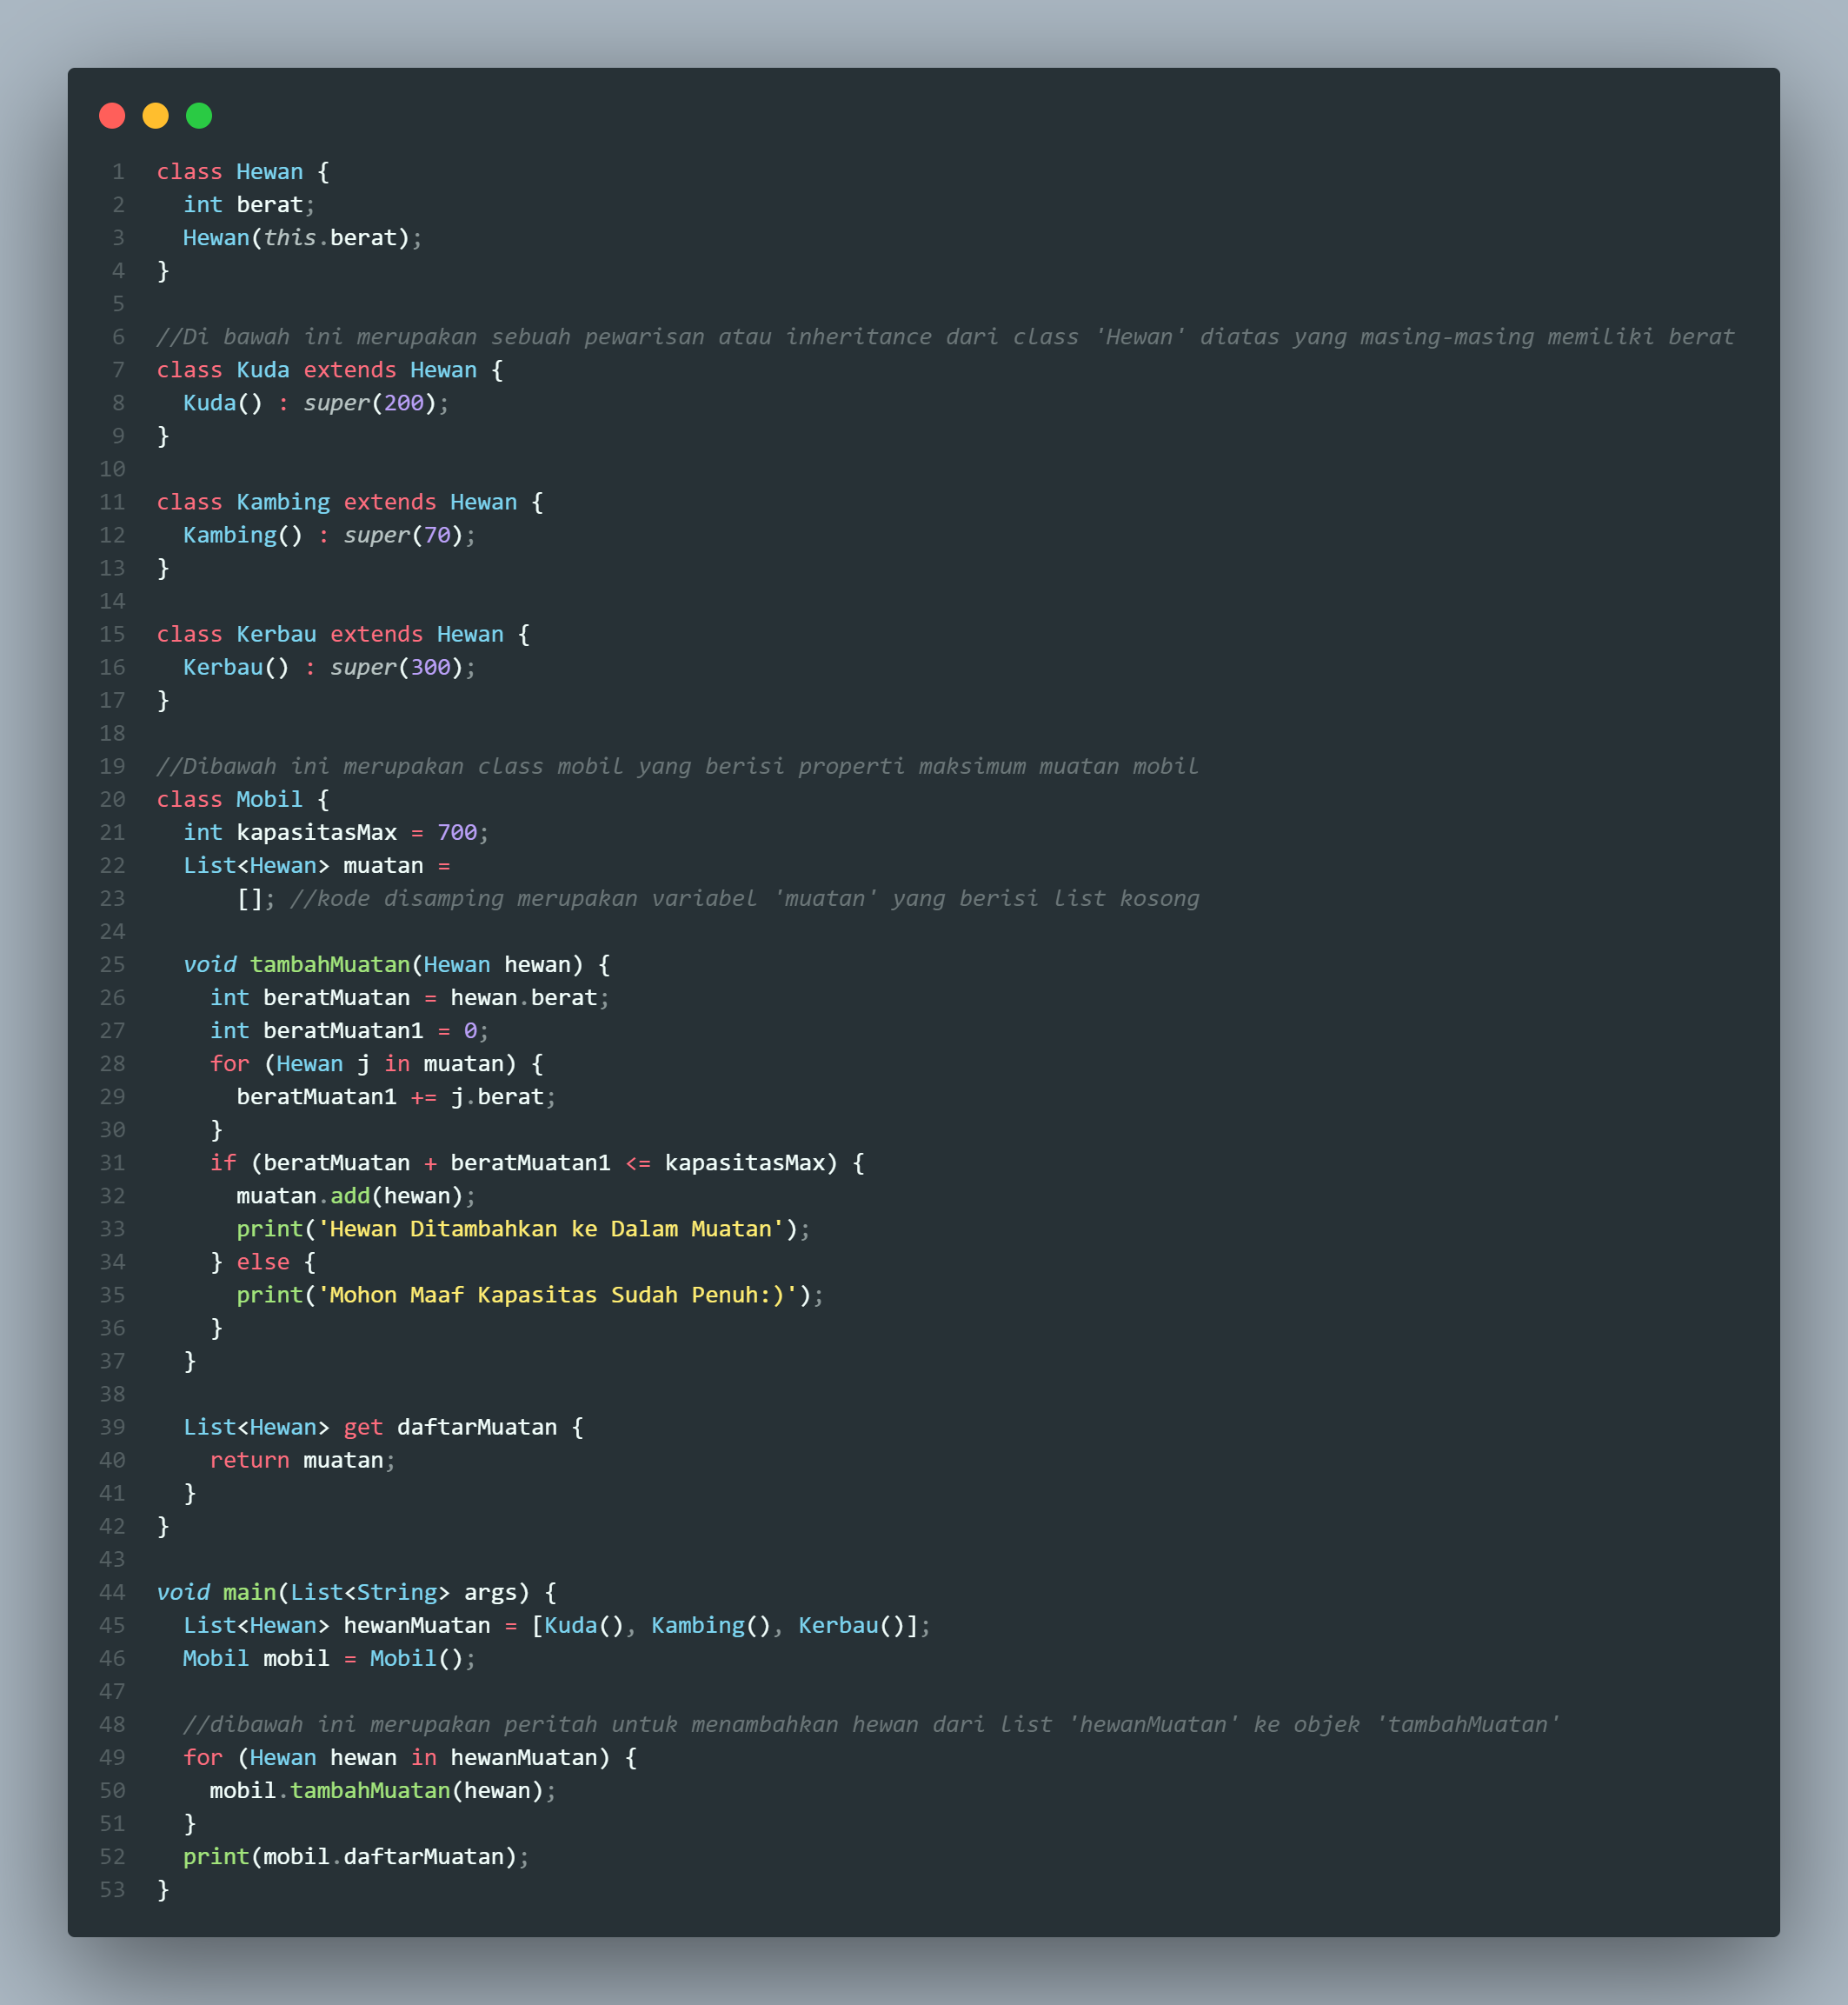 1 class Hewan {
2   int berat;
3   Hewan(this.berat);
4 }
5
6 //Di bawah ini merupakan sebuah pewarisan atau inheritance dari class 'Hewan' diatas yang masing-masing memiliki berat
7 class Kuda extends Hewan {
8   Kuda() : super(200);
9 }
10
11 class Kambing extends Hewan {
12   Kambing() : super(70);
13 }
14
15 class Kerbau extends Hewan {
16   Kerbau() : super(300);
17 }
18
19 //Dibawah ini merupakan class mobil yang berisi properti maksimum muatan mobil
20 class Mobil {
21   int kapasitasMax = 700;
22   List<Hewan> muatan =
23       []; //kode disamping merupakan variabel 'muatan' yang berisi list kosong
24
25   void tambahMuatan(Hewan hewan) {
26     int beratMuatan = hewan.berat;
27     int beratMuatan1 = 0;
28     for (Hewan j in muatan) {
29       beratMuatan1 += j.berat;
30     }
31     if (beratMuatan + beratMuatan1 <= kapasitasMax) {
32       muatan.add(hewan);
33       print('Hewan Ditambahkan ke Dalam Muatan');
34     } else {
35       print('Mohon Maaf Kapasitas Sudah Penuh:)');
36     }
37   }
38
39   List<Hewan> get daftarMuatan {
40     return muatan;
41   }
42 }
43
44 void main(List<String> args) {
45   List<Hewan> hewanMuatan = [Kuda(), Kambing(), Kerbau()];
46   Mobil mobil = Mobil();
47
48   //dibawah ini merupakan peritah untuk menambahkan hewan dari list 'hewanMuatan' ke objek 'tambahMuatan'
49   for (Hewan hewan in hewanMuatan) {
50     mobil.tambahMuatan(hewan);
51   }
52   print(mobil.daftarMuatan);
53 }